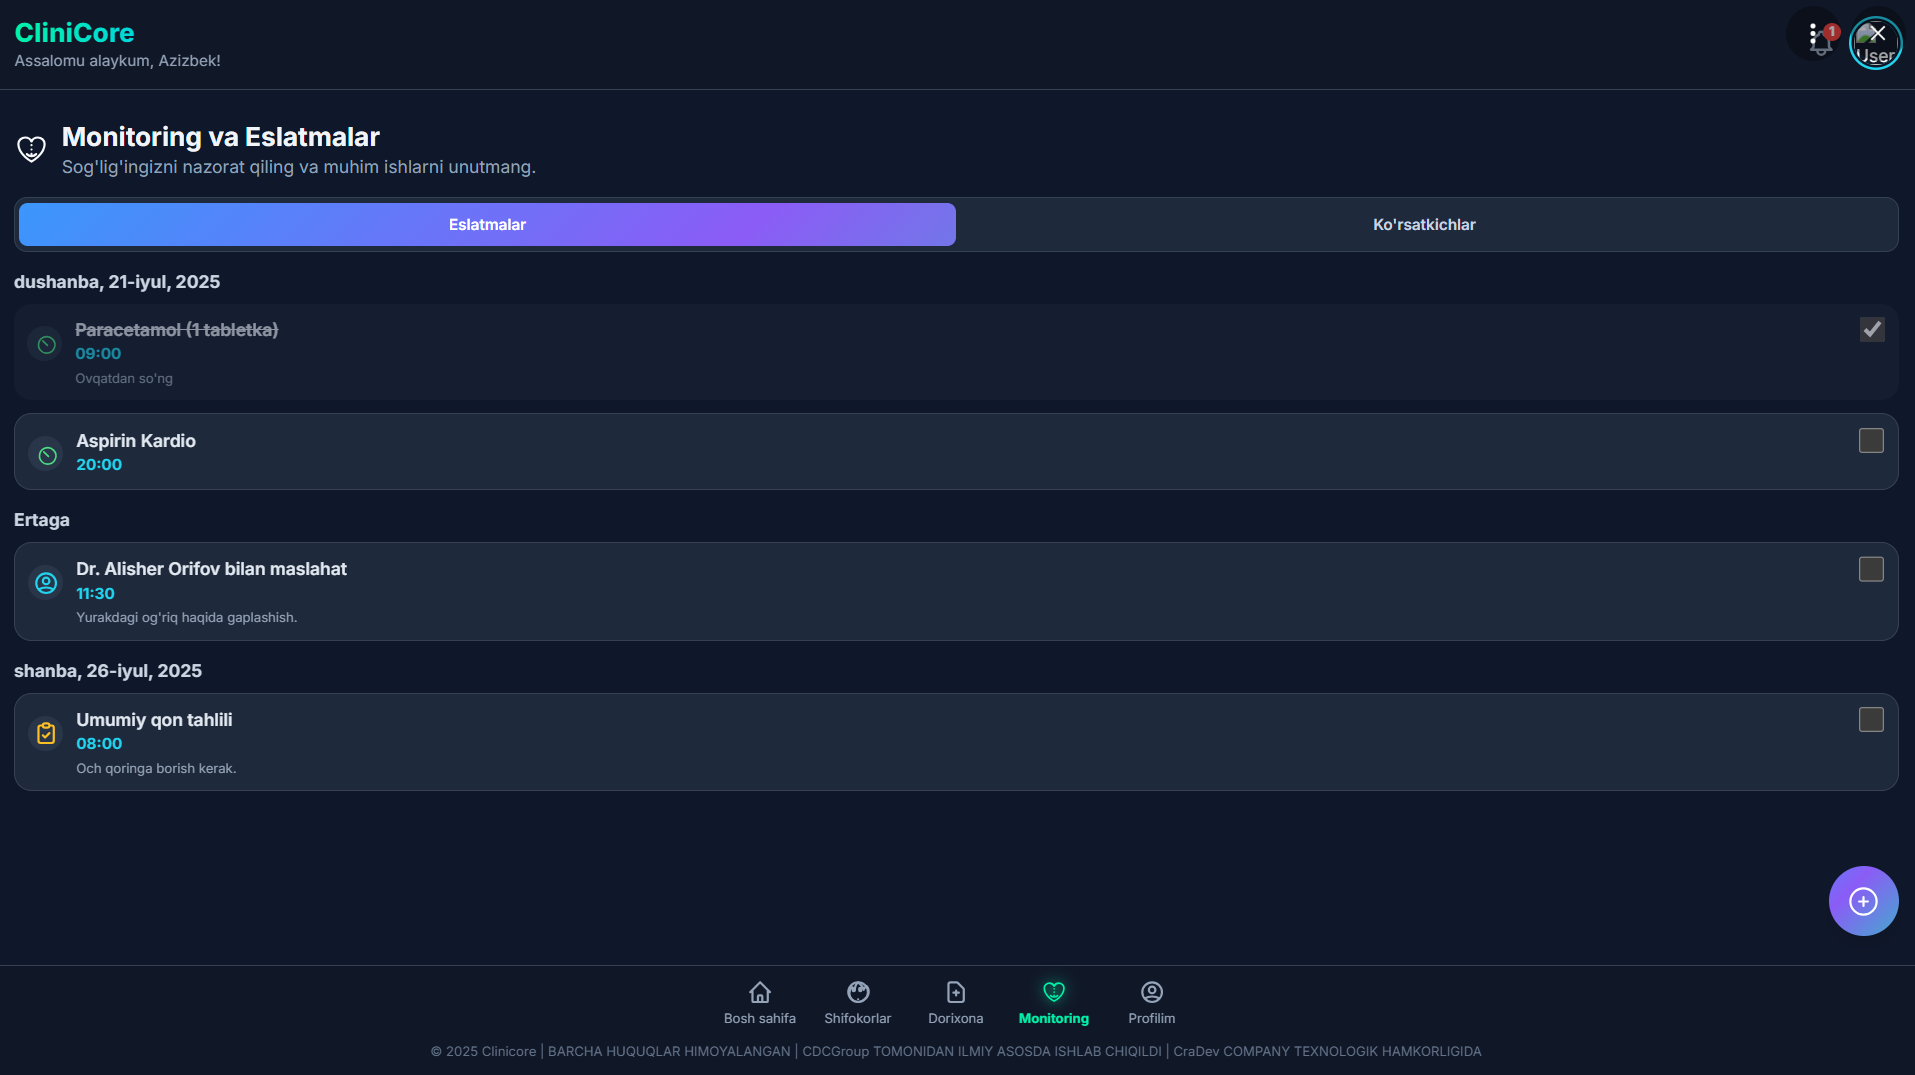 CliniCore
Assalomu alaykum, Azizbek!
1
User
Monitoring va Eslatmalar
Sog'lig'ingizni nazorat qiling va muhim ishlarni unutmang.
Eslatmalar
Ko'rsatkichlar
dushanba, 21-iyul, 2025
Paracetamol (1 tabletka)
09:00
Ovqatdan so'ng
Aspirin Kardio
20:00
Ertaga
Dr. Alisher Orifov bilan maslahat
11:30
Yurakdagi og'riq haqida gaplashish.
shanba, 26-iyul, 2025
Umumiy qon tahlili
08:00
Och qoringa borish kerak.
Bosh sahifa
Shifokorlar
Dorixona
Monitoring
Profilim
© 2025 Clinicore | BARCHA HUQUQLAR HIMOYALANGAN | CDCGroup TOMONIDAN ILMIY ASOSDA ISHLAB CHIQILDI | CraDev COMPANY TEXNOLOGIK HAMKORLIGIDA